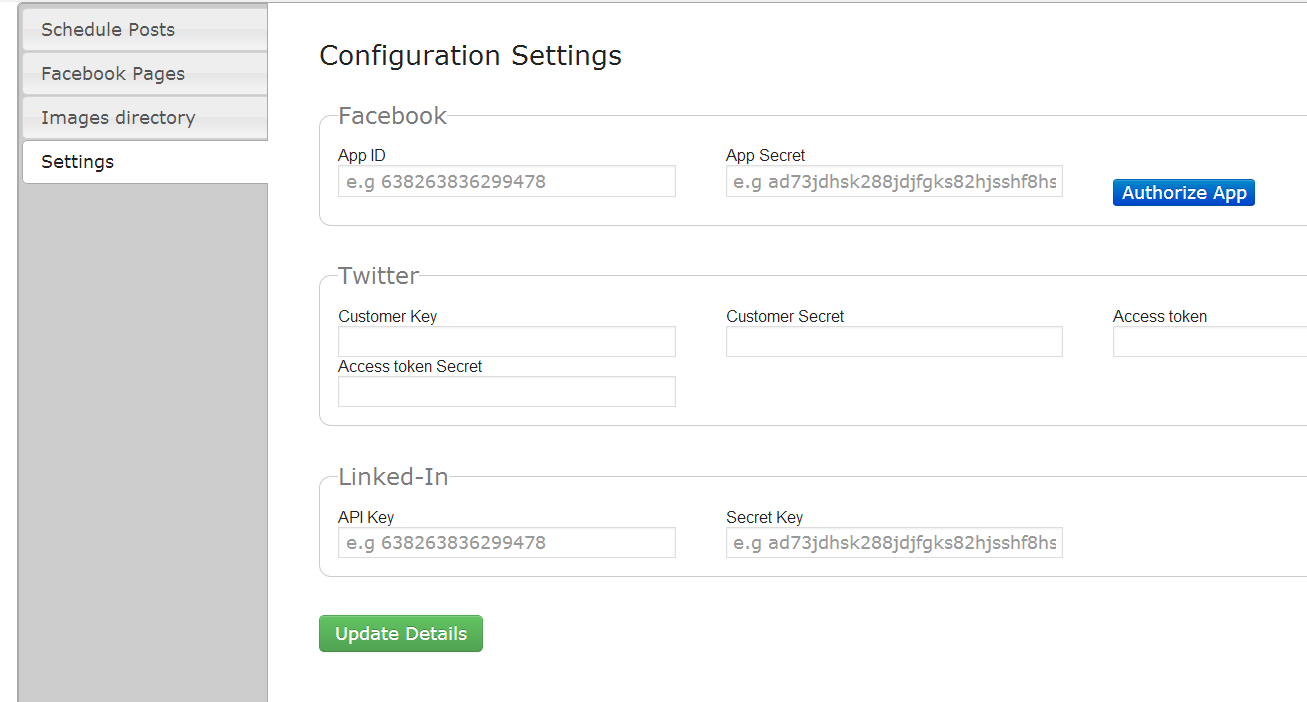 Schedule Posts
Facebook Pages
Images directory
Settings
Configuration Settings
Facebook
App ID
App Secret
e.g 638263836299478
e.g ad73jdhsk288jdjfgks82hjsshf8hs
Authorize App
Twitter
Customer Key
Customer Secret
Access token
Access token Secret
Linked-In
API Key
Secret Key
e.g 638263836299478
e.g ad73jdhsk288jdjfgks82hjsshf8hs
Update Details